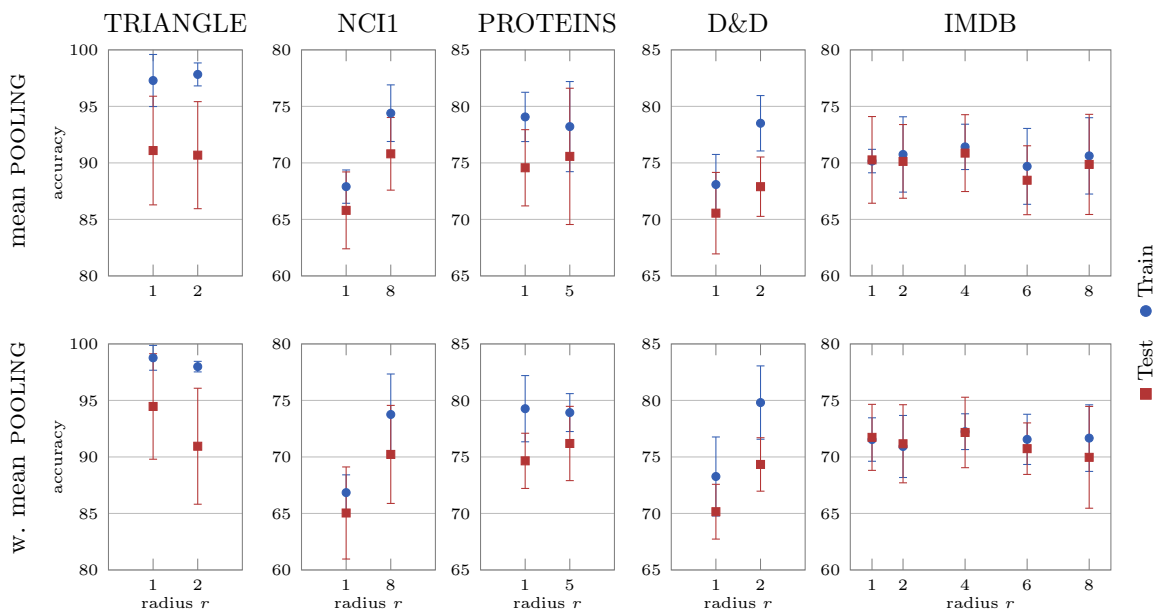 TRIANGLE NCI1 PROTEINS D&D IMDB
mean POOLING
accuracy
100 95 90 85 80
1 2
80 75 70 65 60
1 8
85 80 75 70 65
1 5
85 80 75 70 65
1 2
80 75 70 65 60
1 2 4 6 8
w. mean POOLING
accuracy
100 95 90 85 80
1 2
radius r
80 75 70 65 60
1 8
radius r
85 80 75 70 65
1 5
radius r
85 80 75 70 65
1 2
radius r
80 75 70 65 60
1 2 4 6 8
radius r
Test Train